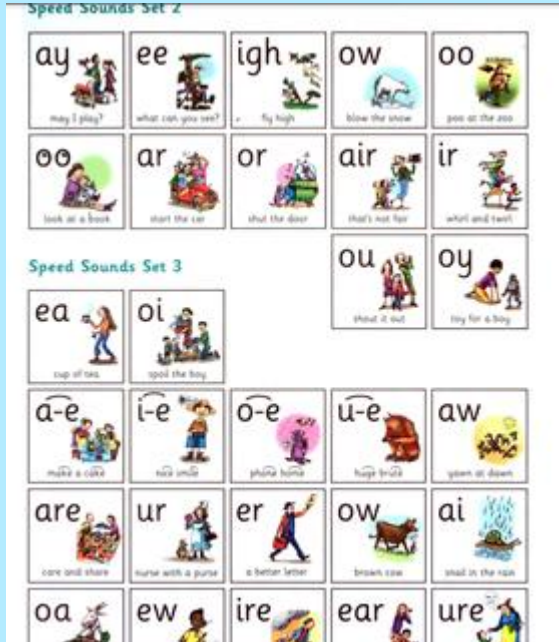 Speed Sounds Set 2
ay ee igh ow oo
may I play? what can you see? fly high blow the snow poo at the zoo
oo ar or air ir
look at a book start the car shut the door that's not fair whirl and twirl
ou oy
shout it out toy for a boy
Speed Sounds Set 3
ea oi
cup of tea spoil the boy
a-e i-e o-e u-e aw
make a cake nice smile phone home huge brute yawn at dawn
are ur er ow ai
care and share nurse with a purse a better letter brown cow snail in the rain
oa ew ire ear ure